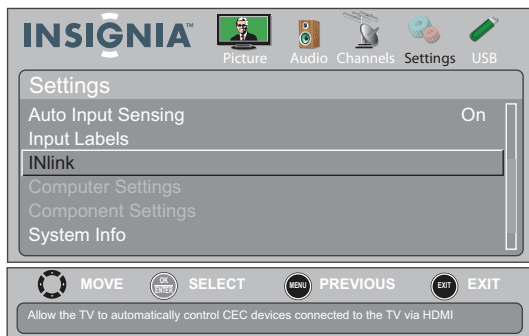 INSIGNIA™
Picture Audio Channels Settings USB
Settings
Auto Input Sensing On
Input Labels
INlink
Computer Settings
Component Settings
System Info
MOVE OK ENTER SELECT MENU PREVIOUS EXIT EXIT
Allow the TV to automatically control CEC devices connected to the TV via HDMI